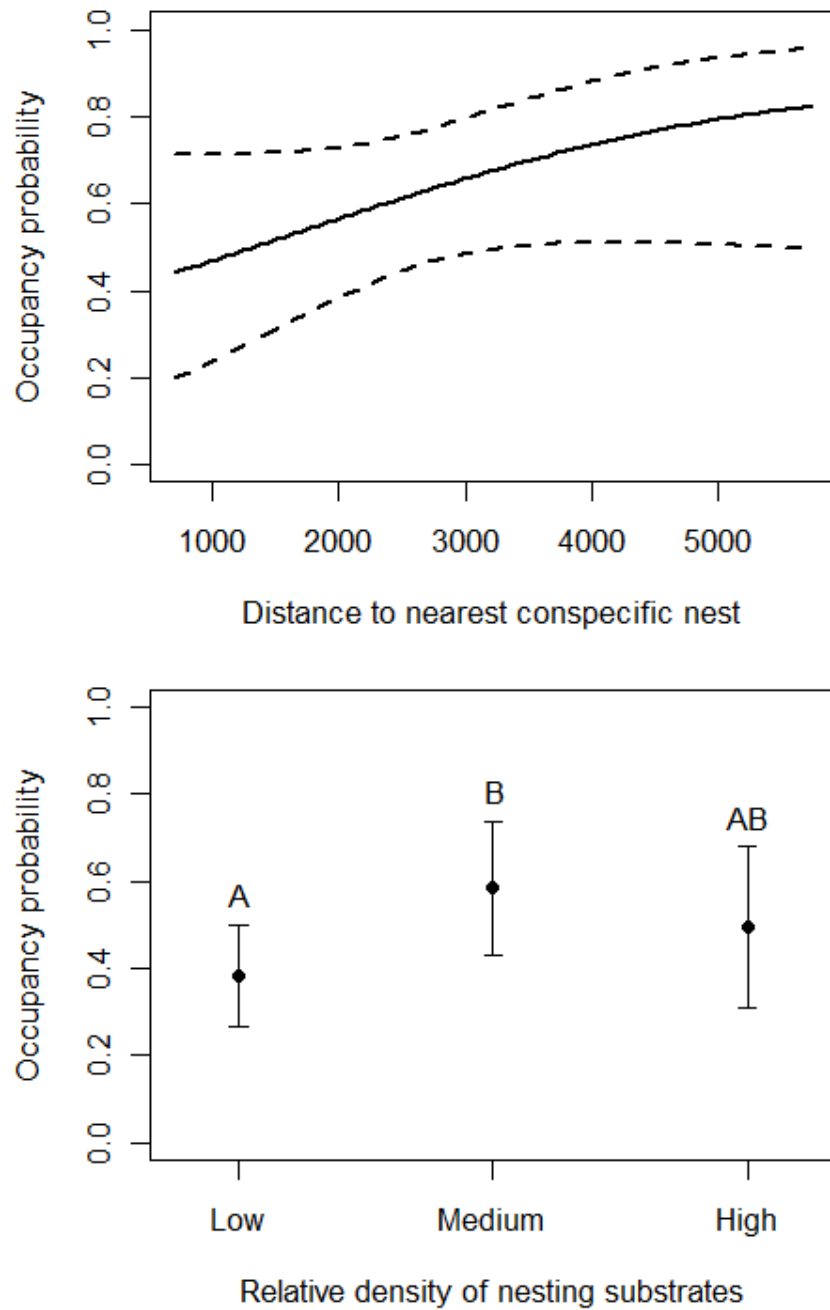 Occupancy probability
1.0
0.8
0.6
0.4
0.2
0.0
1000 2000 3000 4000 5000
Distance to nearest conspecific nest
Occupancy probability
1.0
0.8
0.6
0.4
0.2
0.0
A
B
AB
Low Medium High
Relative density of nesting substrates